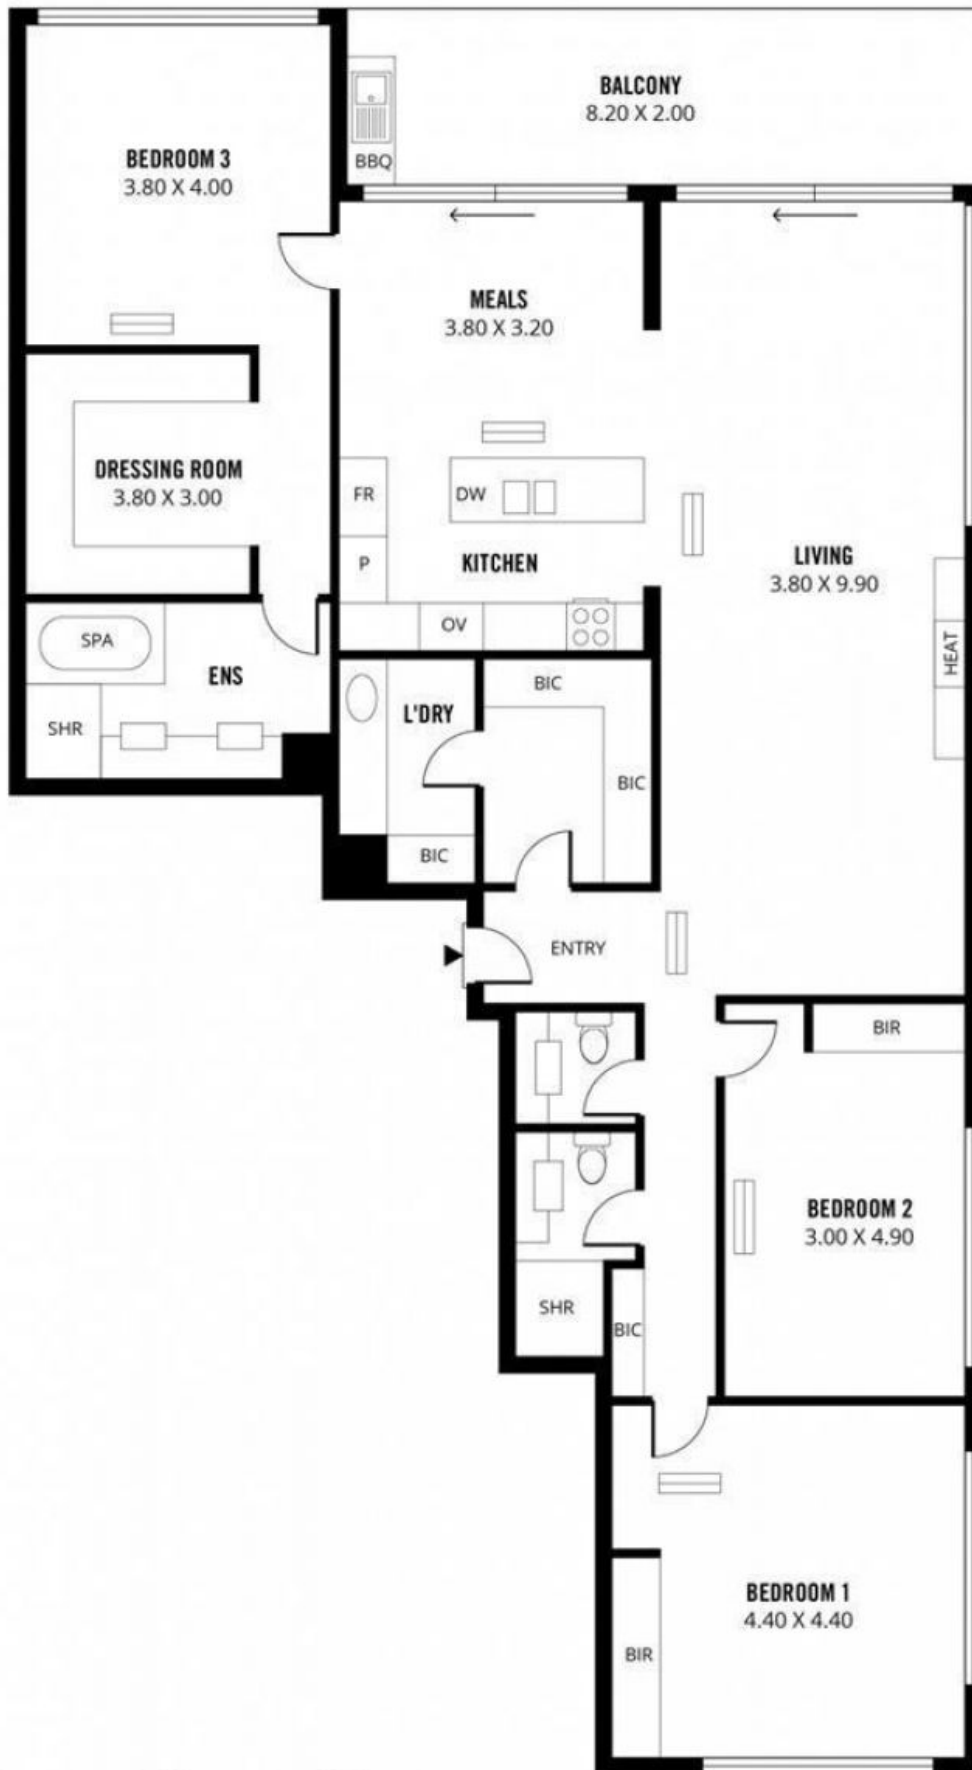 BALCONY
8.20 X 2.00
BBQ
BEDROOM 3
3.80 X 4.00
MEALS
3.80 X 3.20
DRESSING ROOM
3.80 X 3.00
FR
DW
P
KITCHEN
OV
LIVING
3.80 X 9.90
HEAT
SPA
ENS
SHR
L'DRY
BIC
BIC
BIC
ENTRY
BIR
BEDROOM 2
3.00 X 4.90
SHR
BIC
BEDROOM 1
4.40 X 4.40
BIR